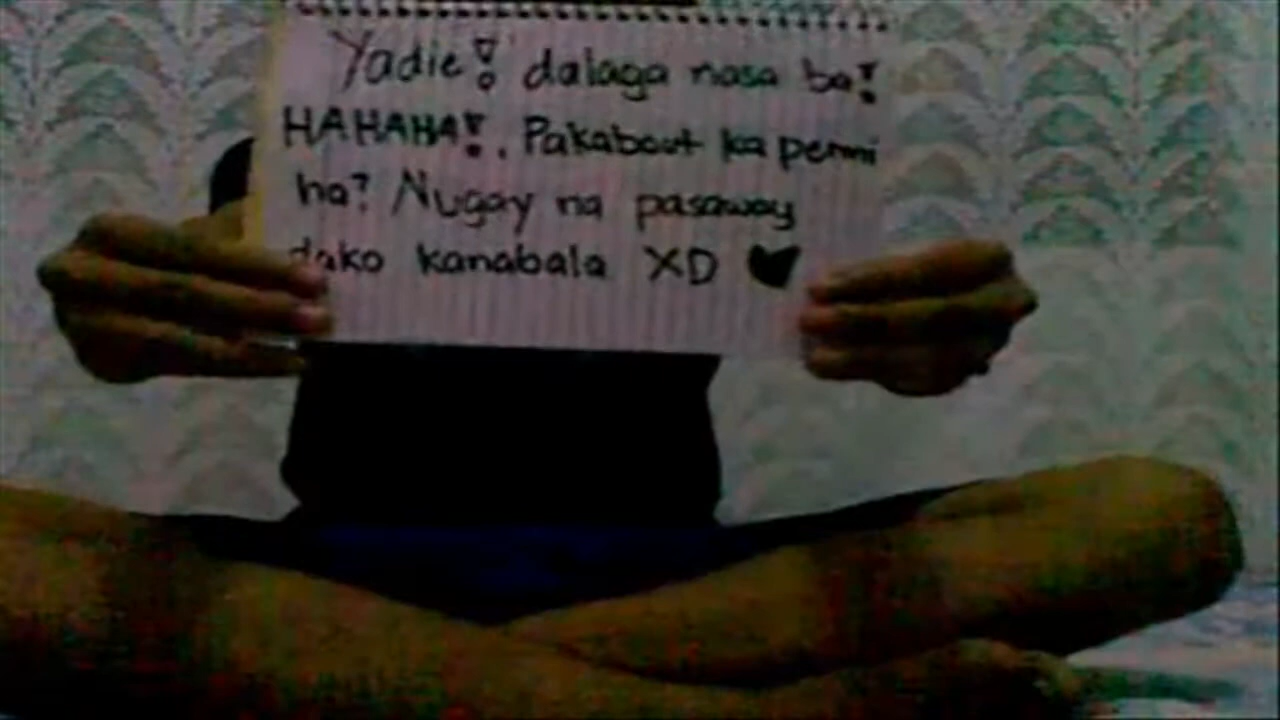 Yadie! dalaga nasa ba!
HAHAHA!. Pakabout ka permi
ha? Nugay na pasaway
dako kanabala XD ♥